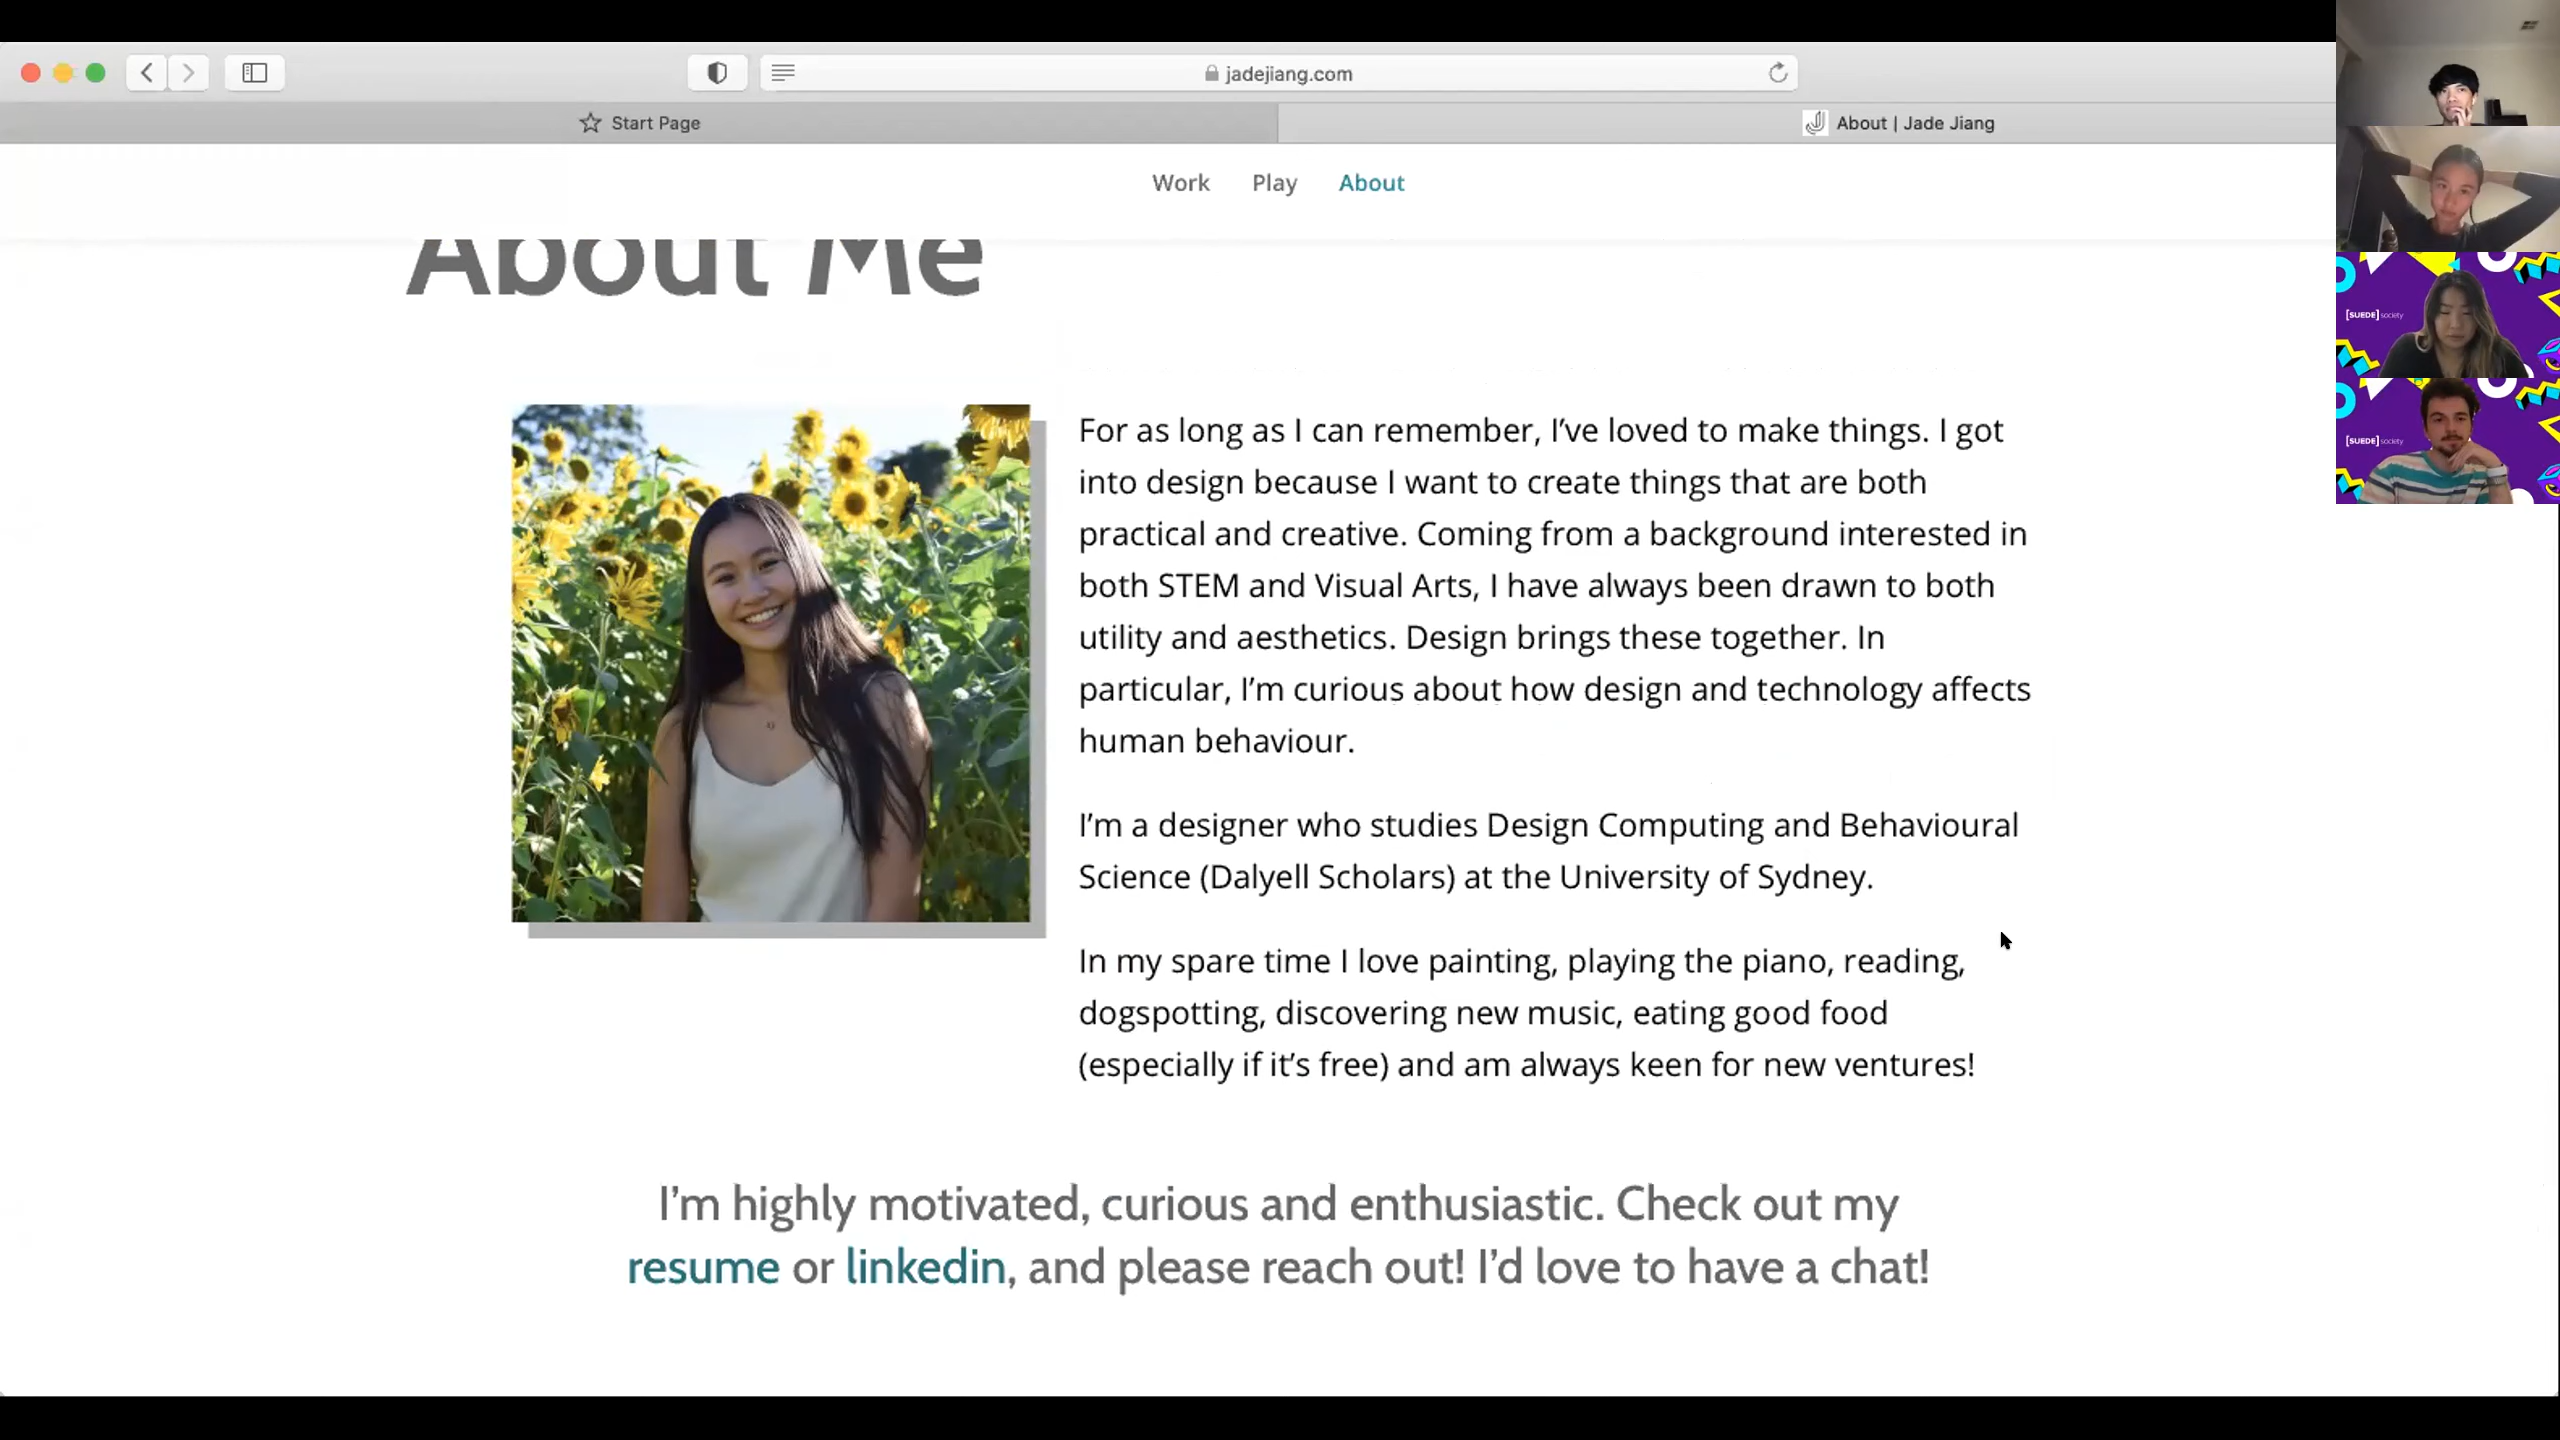 jadejiang.com
Start Page
About | Jade Jiang
Work Play About
About Me
For as long as I can remember, I’ve loved to make things. I got
into design because I want to create things that are both
practical and creative. Coming from a background interested in
both STEM and Visual Arts, I have always been drawn to both
utility and aesthetics. Design brings these together. In
particular, I’m curious about how design and technology affects
human behaviour.
I’m a designer who studies Design Computing and Behavioural
Science (Dalyell Scholars) at the University of Sydney.
In my spare time I love painting, playing the piano, reading,
dogspotting, discovering new music, eating good food
(especially if it’s free) and am always keen for new ventures!
I’m highly motivated, curious and enthusiastic. Check out my
resume or linkedin, and please reach out! I’d love to have a chat!
[SUEDE] society
[SUEDE] society